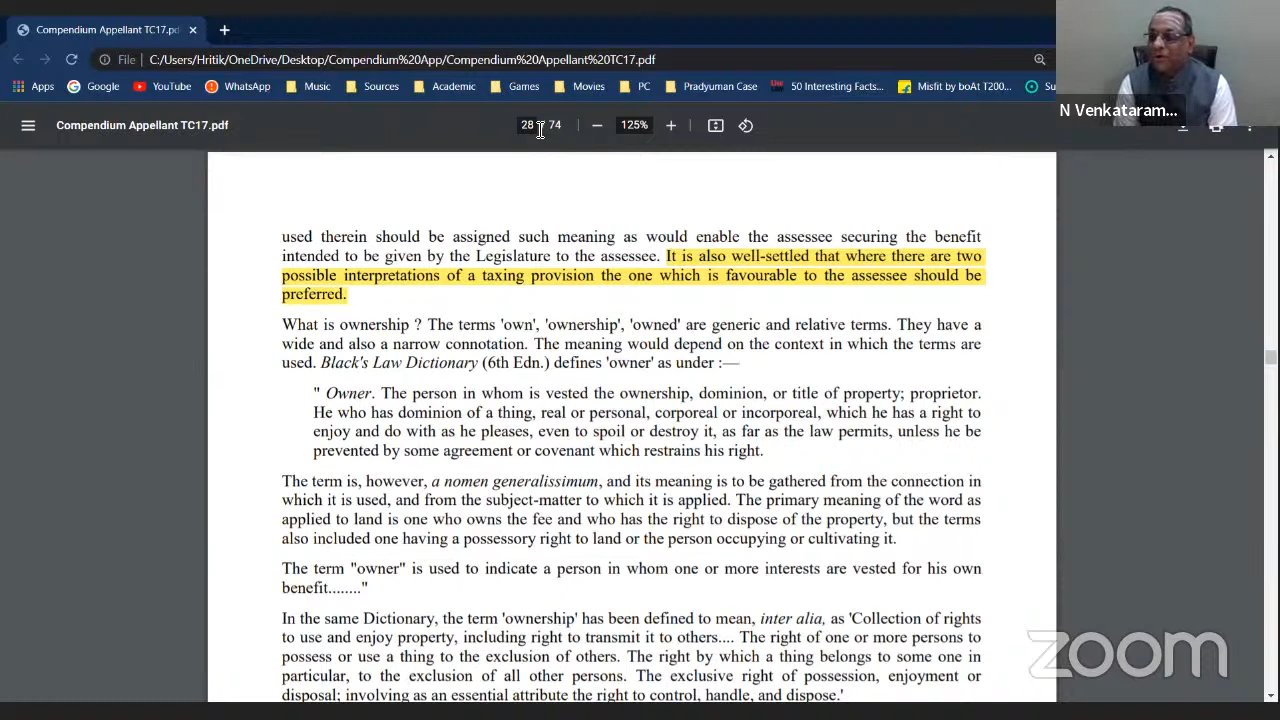 Compendium Appellant TC17.pd
File
C:/Users/Hritik/OneDrive/Desktop/Compendium%20App/Compendium%20Appellant%20TC17.pdf
Apps Google YouTube WhatsApp Music Sources Academic Games Movies PC Pradyuman Case 50 Interesting Facts... Misfit by boAt T200... Su
N Venkataram...
Compendium Appellant TC17.pdf
28 74 125%
used therein should be assigned such meaning as would enable the assessee securing the benefit
intended to be given by the Legislature to the assessee. It is also well-settled that where there are two
possible interpretations of a taxing provision the one which is favourable to the assessee should be
preferred.
What is ownership ? The terms 'own', 'ownership', 'owned' are generic and relative terms. They have a
wide and also a narrow connotation. The meaning would depend on the context in which the terms are
used. Black's Law Dictionary (6th Edn.) defines 'owner' as under :—
" Owner. The person in whom is vested the ownership, dominion, or title of property; proprietor.
He who has dominion of a thing, real or personal, corporeal or incorporeal, which he has a right to
enjoy and do with as he pleases, even to spoil or destroy it, as far as the law permits, unless he be
prevented by some agreement or covenant which restrains his right.
The term is, however, a nomen generalissimum, and its meaning is to be gathered from the connection in
which it is used, and from the subject-matter to which it is applied. The primary meaning of the word as
applied to land is one who owns the fee and who has the right to dispose of the property, but the terms
also included one having a possessory right to land or the person occupying or cultivating it.
The term "owner" is used to indicate a person in whom one or more interests are vested for his own
benefit........"
In the same Dictionary, the term 'ownership' has been defined to mean, inter alia, as 'Collection of rights
to use and enjoy property, including right to transmit it to others.... The right of one or more persons to
possess or use a thing to the exclusion of others. The right by which a thing belongs to some one in
particular, to the exclusion of all other persons. The exclusive right of possession, enjoyment or
disposal; involving as an essential attribute the right to control, handle, and dispose.'
zoom